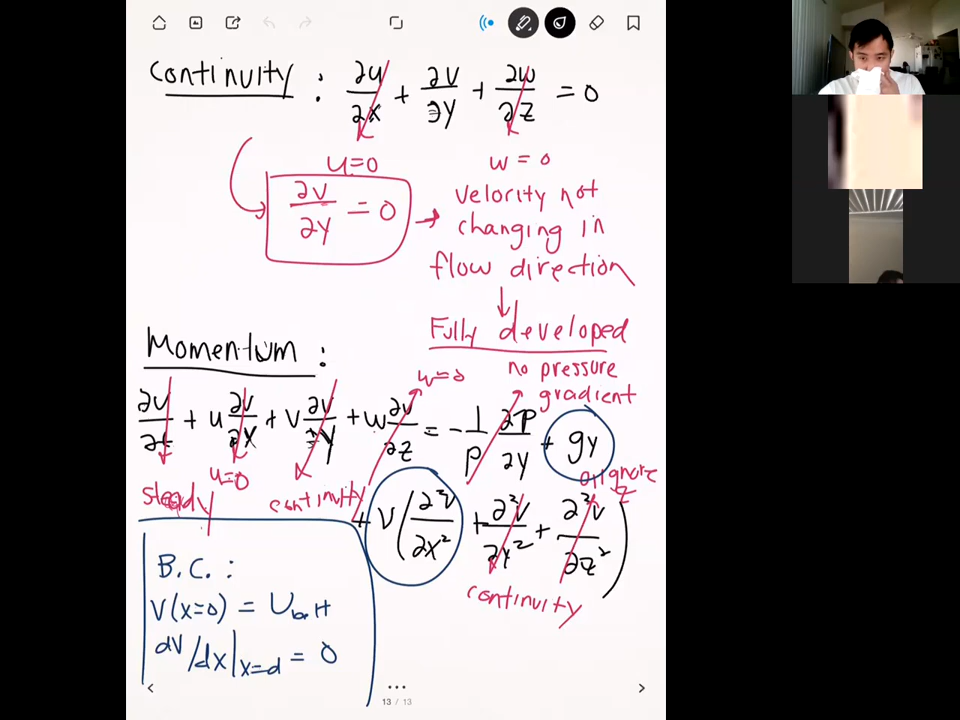 Continuity : ∂u/∂x + ∂v/∂y + ∂w/∂z = 0
u=0
w = 0
∂v/∂y = 0
velocity not
changing in
flow direction
Fully developed
Momentum :
w=0
no pressure
gradient
∂v/∂t + u ∂v/∂x + v ∂v/∂y + w ∂v/∂z = - 1/ρ ∂P/∂y + gy
steady
u=0
continuity
ignore
z
+ ν ( ∂²v/∂x² + ∂²v/∂y² + ∂²v/∂z² )
continuity
B.C. :
V(x=0) = Ubelt
dV/dx|x=d = 0
13 / 13